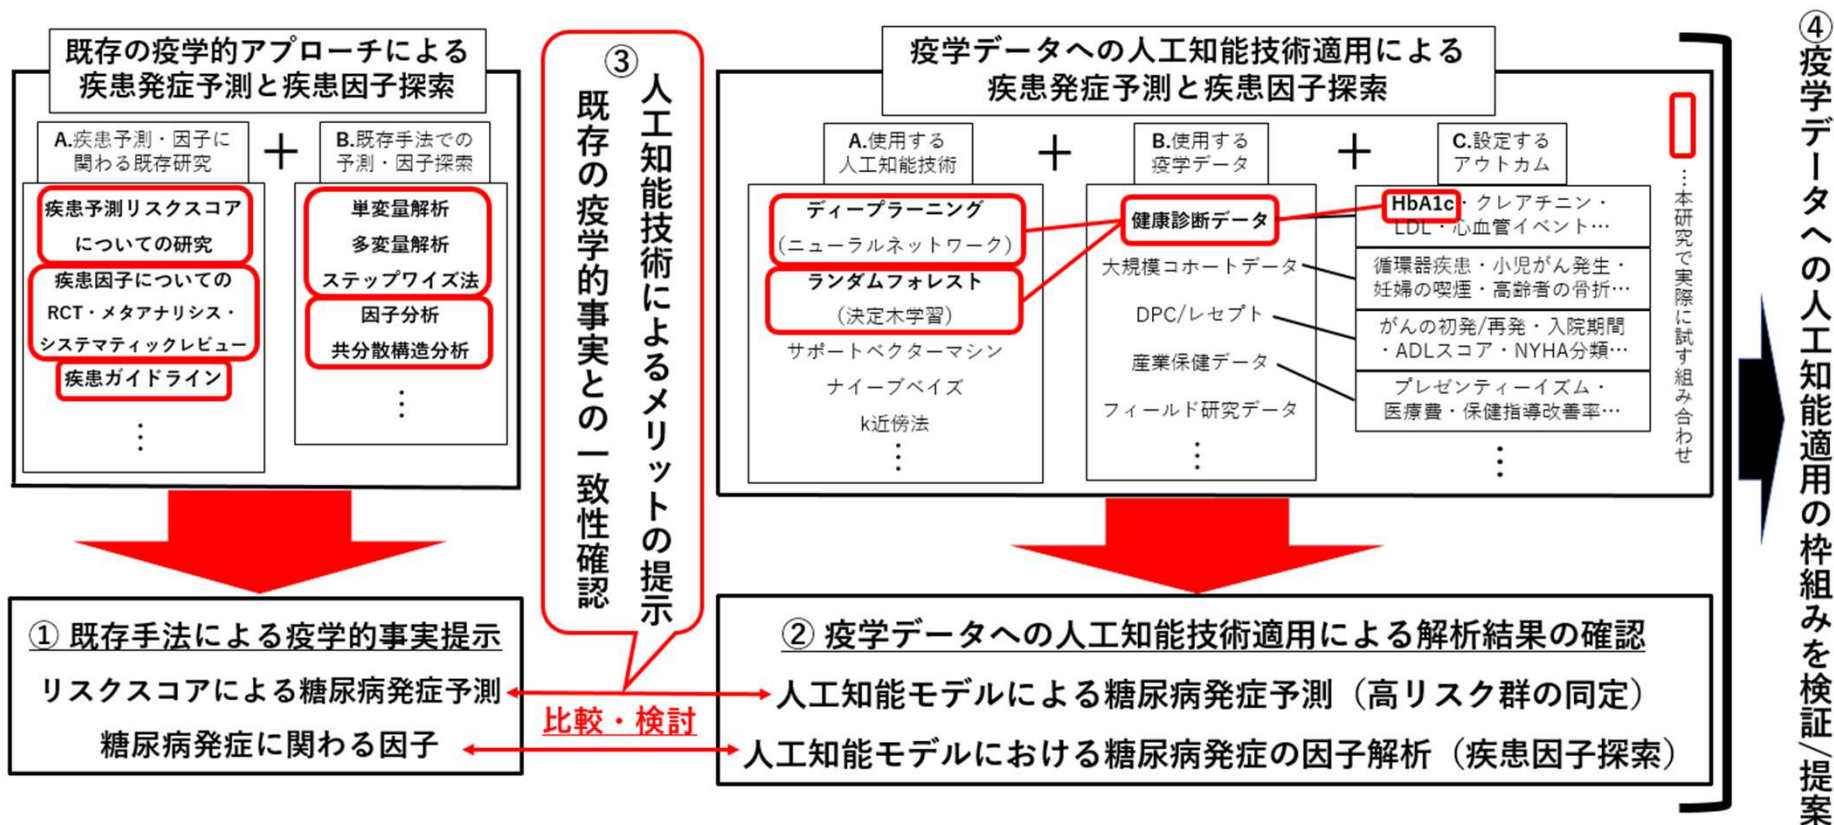 既存の疫学的アプローチによる
疾患発症予測と疾患因子探索
A.疾患予測・因子に
関わる既存研究
+
B.既存手法での
予測・因子探索
疾患予測リスクスコア
についての研究
疾患因子についての
RCT・メタアナリシス・
システマティックレビュー
疾患ガイドライン
⋮
単変量解析
多変量解析
ステップワイズ法
因子分析
共分散構造分析
⋮
① 既存手法による疫学的事実提示
リスクスコアによる糖尿病発症予測
糖尿病発症に関わる因子
③
人工知能技術によるメリットの提示
既存の疫学的事実との一致性確認
比較・検討
疫学データへの人工知能技術適用による
疾患発症予測と疾患因子探索
A.使用する
人工知能技術
+
B.使用する
疫学データ
+
C.設定する
アウトカム
ディープラーニング
(ニューラルネットワーク)
ランダムフォレスト
(決定木学習)
サポートベクターマシン
ナイーブベイズ
k近傍法
⋮
健康診断データ
大規模コホートデータ
DPC/レセプト
産業保健データ
フィールド研究データ
⋮
HbA1c・クレアチニン・
LDL・心血管イベント…
循環器疾患・小児がん発生・
妊婦の喫煙・高齢者の骨折…
がんの初発/再発・入院期間
・ADLスコア・NYHA分類…
プレゼンティーイズム・
医療費・保健指導改善率…
⋮
…本研究で実際に試す組み合わせ
② 疫学データへの人工知能技術適用による解析結果の確認
人工知能モデルによる糖尿病発症予測（高リスク群の同定）
人工知能モデルにおける糖尿病発症の因子解析（疾患因子探索）
④疫学データへの人工知能適用の枠組みを検証/提案